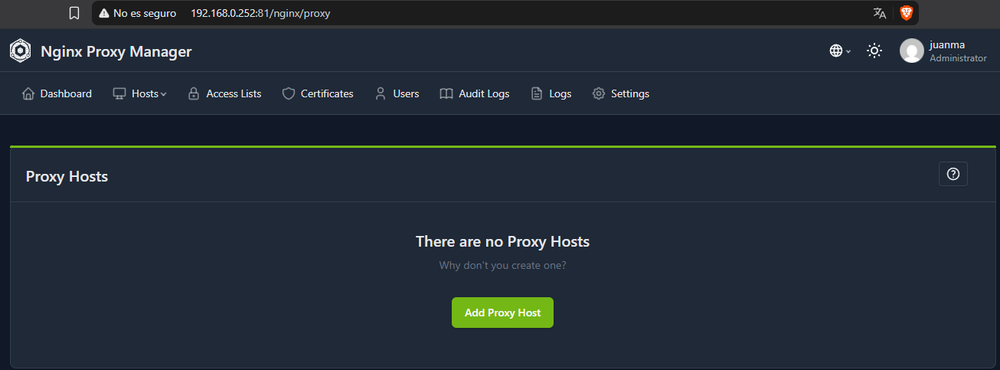 No es seguro 192.168.0.252:81/nginx/proxy
Nginx Proxy Manager
juanma
Administrator
Dashboard Hosts Access Lists Certificates Users Audit Logs Logs Settings
Proxy Hosts
There are no Proxy Hosts
Why don't you create one?
Add Proxy Host